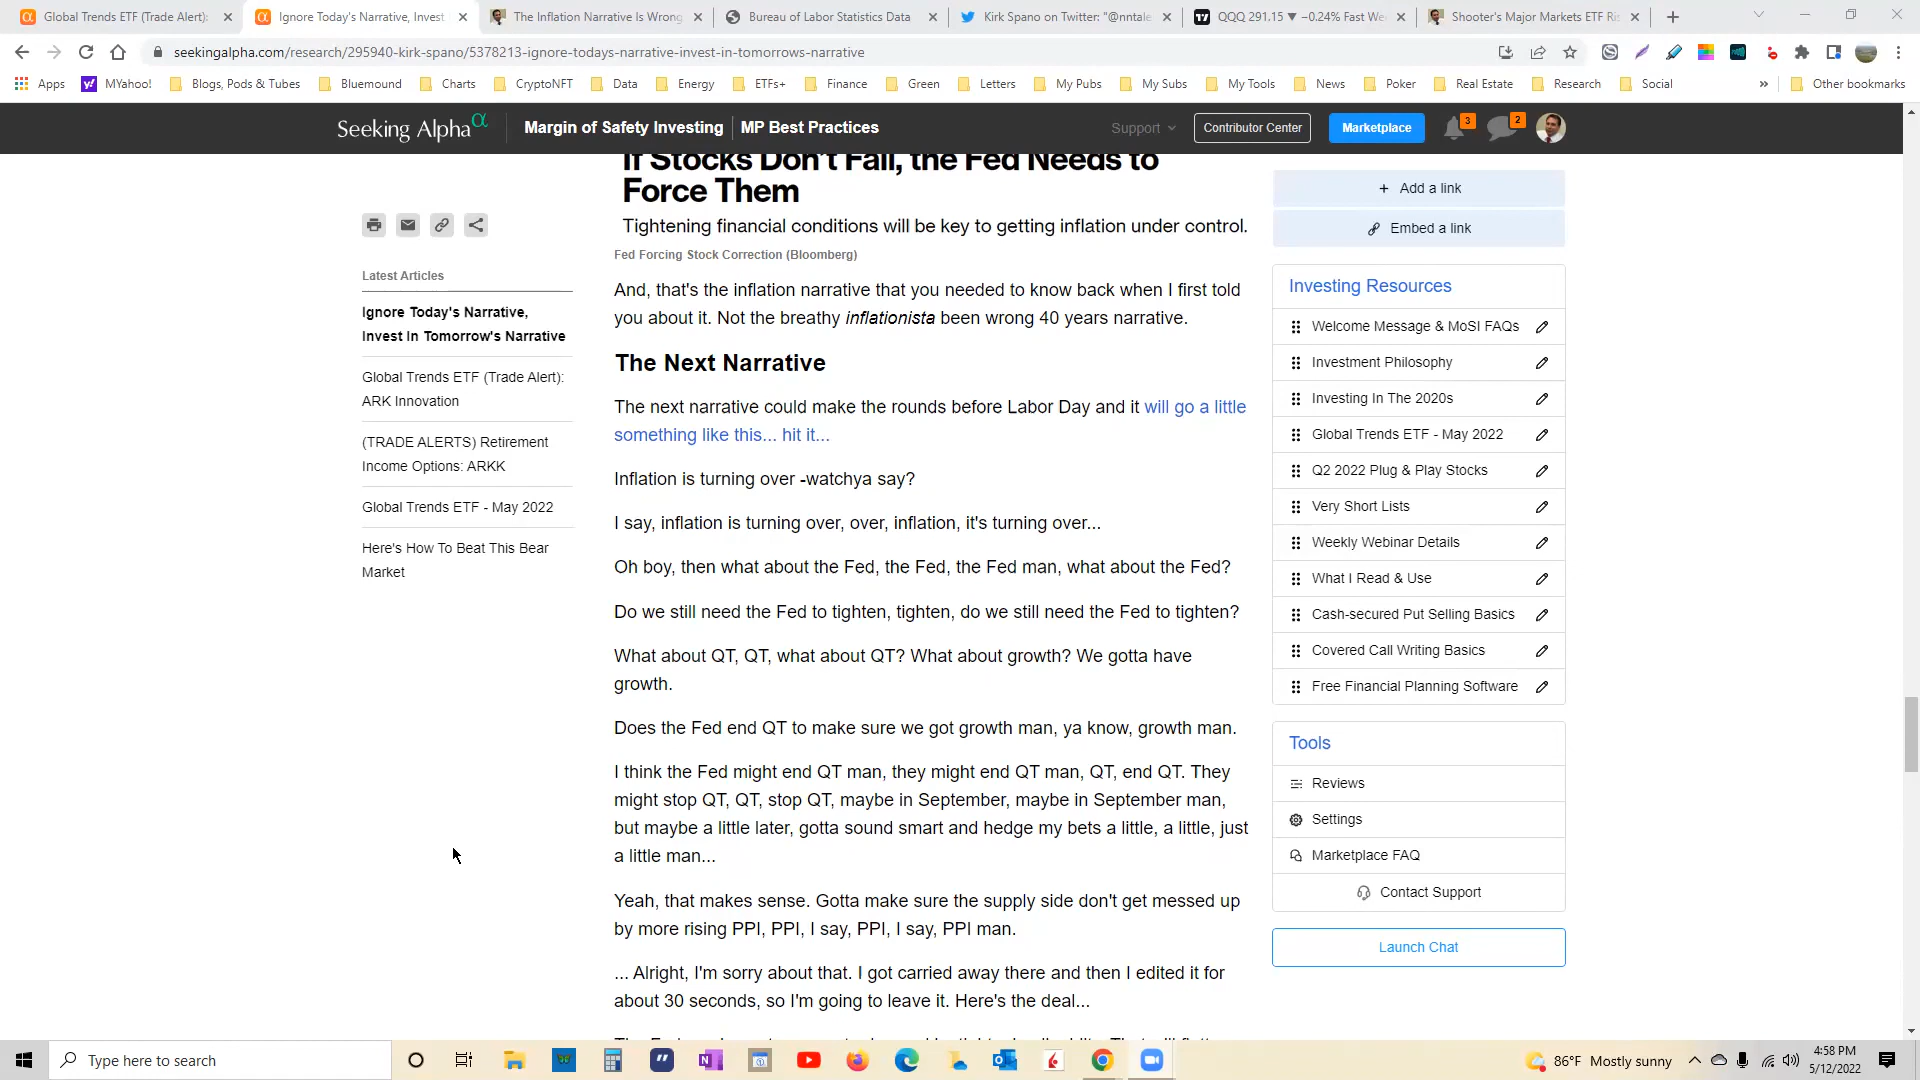 Global Trends ETF (Trade Alert):
Ignore Today's Narrative, Invest
The Inflation Narrative Is Wrong
Bureau of Labor Statistics Data
Kirk Spano on Twitter: "@nntale
QQQ 291.15 ▼ −0.24% Fast We
Shooter's Major Markets ETF Ris
seekingalpha.com/research/295940-kirk-spano/5378213-ignore-todays-narrative-invest-in-tomorrows-narrative
Apps
MYahoo!
Blogs, Pods & Tubes
Bluemound
Charts
CryptoNFT
Data
Energy
ETFs+
Finance
Green
Letters
My Pubs
My Subs
My Tools
News
Poker
Real Estate
Research
Social
»
Other bookmarks
Seeking Alpha α
Margin of Safety Investing
MP Best Practices
Support
Contributor Center
Marketplace
3
2
If Stocks Don't Fall, the Fed Needs to
Force Them
Tightening financial conditions will be key to getting inflation under control.
Fed Forcing Stock Correction (Bloomberg)
And, that's the inflation narrative that you needed to know back when I first told
you about it. Not the breathy inflationista been wrong 40 years narrative.
The Next Narrative
The next narrative could make the rounds before Labor Day and it will go a little
something like this... hit it...
Inflation is turning over -watchya say?
I say, inflation is turning over, over, inflation, it's turning over...
Oh boy, then what about the Fed, the Fed, the Fed man, what about the Fed?
Do we still need the Fed to tighten, tighten, do we still need the Fed to tighten?
What about QT, QT, what about QT? What about growth? We gotta have
growth.
Does the Fed end QT to make sure we got growth man, ya know, growth man.
I think the Fed might end QT man, they might end QT man, QT, end QT. They
might stop QT, QT, stop QT, maybe in September, maybe in September man,
but maybe a little later, gotta sound smart and hedge my bets a little, a little, just
a little man...
Yeah, that makes sense. Gotta make sure the supply side don't get messed up
by more rising PPI, PPI, I say, PPI, I say, PPI man.
... Alright, I'm sorry about that. I got carried away there and then I edited it for
about 30 seconds, so I'm going to leave it. Here's the deal...
Latest Articles
Ignore Today's Narrative,
Invest In Tomorrow's Narrative
Global Trends ETF (Trade Alert):
ARK Innovation
(TRADE ALERTS) Retirement
Income Options: ARKK
Global Trends ETF - May 2022
Here's How To Beat This Bear
Market
+ Add a link
Embed a link
Investing Resources
Welcome Message & MoSI FAQs
Investment Philosophy
Investing In The 2020s
Global Trends ETF - May 2022
Q2 2022 Plug & Play Stocks
Very Short Lists
Weekly Webinar Details
What I Read & Use
Cash-secured Put Selling Basics
Covered Call Writing Basics
Free Financial Planning Software
Tools
Reviews
Settings
Marketplace FAQ
Contact Support
Launch Chat
Type here to search
86°F Mostly sunny
4:58 PM
5/12/2022